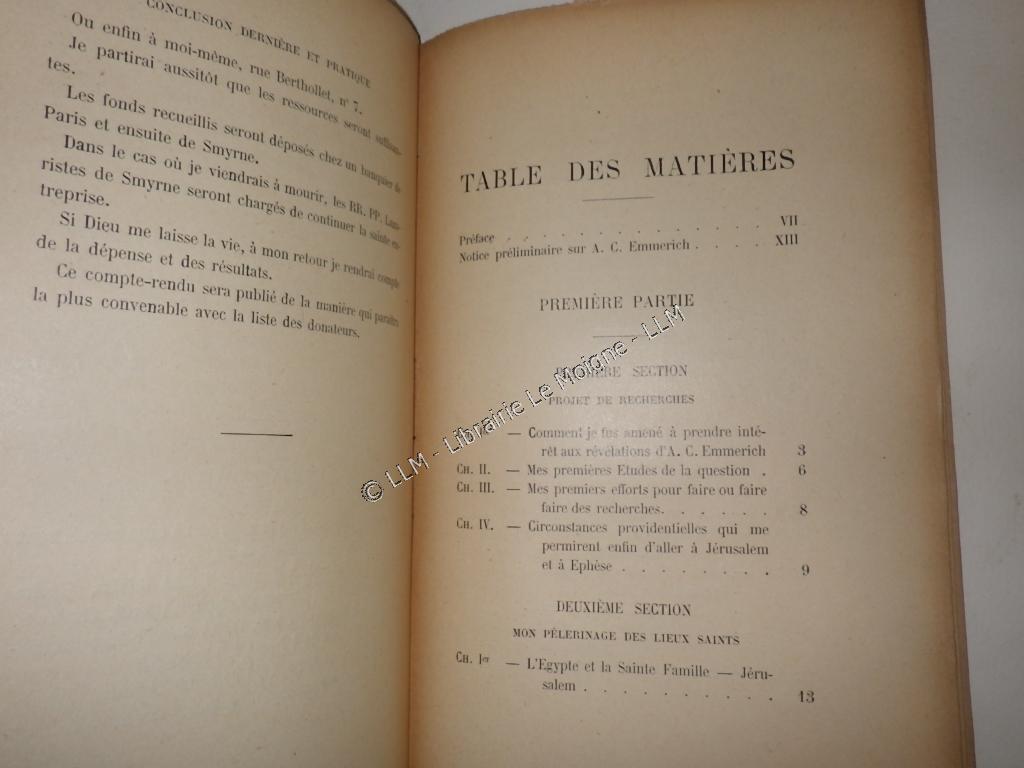 CONCLUSION DERNIÈRE ET PRATIQUE
Ou enfin à moi-même, rue Berthollet, n° 7.
Je partirai aussitôt que les ressources seront suffisan-
tes.
Les fonds recueillis seront déposés chez un banquier de
Paris et ensuite de Smyrne.
Dans le cas où je viendrais à mourir, les RR. PP. Laza-
ristes de Smyrne seront chargés de continuer la sainte en-
treprise.
Si Dieu me laisse la vie, à mon retour je rendrai compte
de la dépense et des résultats.
Ce compte-rendu sera publié de la manière qui paraîtra
la plus convenable avec la liste des donateurs.
TABLE DES MATIÈRES
Préface . . . . . . . . . . . . . . VII
Notice préliminaire sur A. C. Emmerich . . . . XIII
PREMIÈRE PARTIE
PREMIÈRE SECTION
PROJET DE RECHERCHES
— Comment je fus amené à prendre inté-
rêt aux révélations d'A. C. Emmerich 3
CH. II. — Mes premières Etudes de la question . 6
CH. III. — Mes premiers efforts pour faire ou faire
faire des recherches. . . . . . . 8
CH. IV. — Circonstances providentielles qui me
permirent enfin d'aller à Jérusalem
et à Ephèse . . . . . . . . 9
DEUXIÈME SECTION
MON PÈLERINAGE DES LIEUX SAINTS
CH. Ier — L'Egypte et la Sainte Famille — Jéru-
salem . . . . . . . . . . 13
© LLM - Librairie Le Moigne - LLM